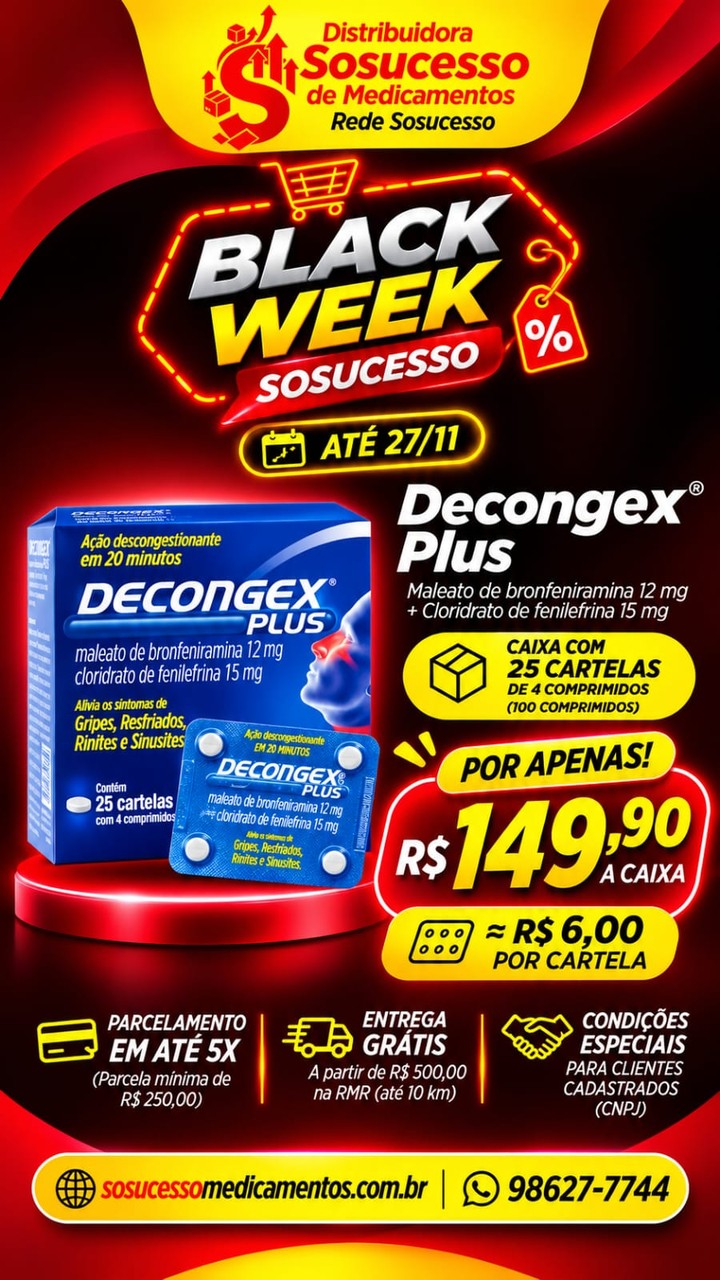 Distribuidora
Sosucesso
de Medicamentos
Rede Sosucesso
BLACK
WEEK
SOSUCESSO
%
ATÉ 27/11
Decongex®
Plus
Maleato de bronfeniramina 12 mg
+ Cloridrato de fenilefrina 15 mg
CAIXA COM
25 CARTELAS
DE 4 COMPRIMIDOS
(100 COMPRIMIDOS)
POR APENAS!
R$ 149,90
A CAIXA
≈ R$ 6,00
POR CARTELA
DECONGEX
Ação descongestionante
em 20 minutos
DECONGEX®
PLUS
maleato de bronfeniramina 12 mg
cloridrato de fenilefrina 15 mg
Alivia os sintomas de
Gripes, Resfriados,
Rinites e Sinusites
Contém
25 cartelas
com 4 comprimidos
Ação descongestionante
EM 20 MINUTOS
DECONGEX®
PLUS
maleato de bronfeniramina 12 mg
cloridrato de fenilefrina 15 mg
Gripes, Resfriados,
Rinites e Sinusites.
PARCELAMENTO
EM ATÉ 5X
(Parcela mínima de
R$ 250,00)
ENTREGA
GRÁTIS
A partir de R$ 500,00
na RMR (até 10 km)
CONDIÇÕES
ESPECIAIS
PARA CLIENTES
CADASTRADOS
(CNPJ)
sosucessomedicamentos.com.br
98627-7744